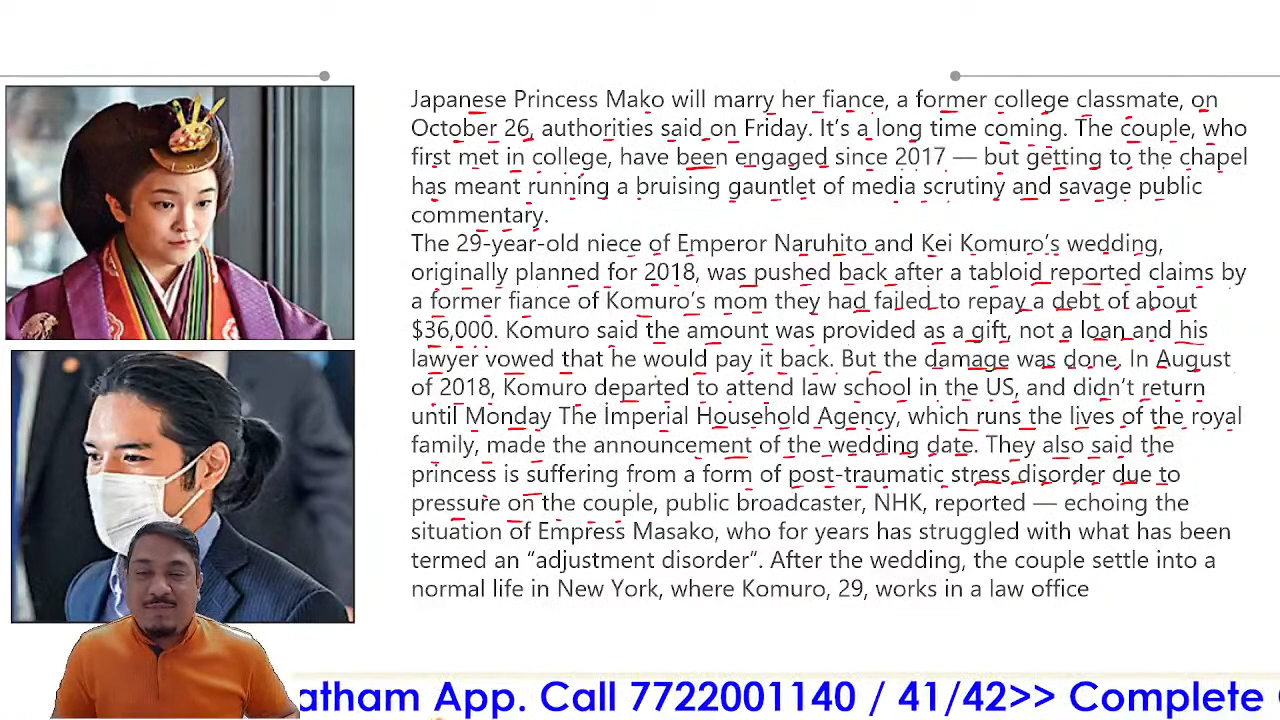 Japanese Princess Mako will marry her fiance, a former college classmate, on
October 26, authorities said on Friday. It's a long time coming. The couple, who
first met in college, have been engaged since 2017 — but getting to the chapel
has meant running a bruising gauntlet of media scrutiny and savage public
commentary.
The 29-year-old niece of Emperor Naruhito and Kei Komuro's wedding,
originally planned for 2018, was pushed back after a tabloid reported claims by
a former fiance of Komuro's mom they had failed to repay a debt of about
$36,000. Komuro said the amount was provided as a gift, not a loan and his
lawyer vowed that he would pay it back. But the damage was done. In August
of 2018, Komuro departed to attend law school in the US, and didn't return
until Monday The Imperial Household Agency, which runs the lives of the royal
family, made the announcement of the wedding date. They also said the
princess is suffering from a form of post-traumatic stress disorder due to
pressure on the couple, public broadcaster, NHK, reported — echoing the
situation of Empress Masako, who for years has struggled with what has been
termed an "adjustment disorder". After the wedding, the couple settle into a
normal life in New York, where Komuro, 29, works in a law office
atham App. Call 7722001140 / 41/42>> Complete